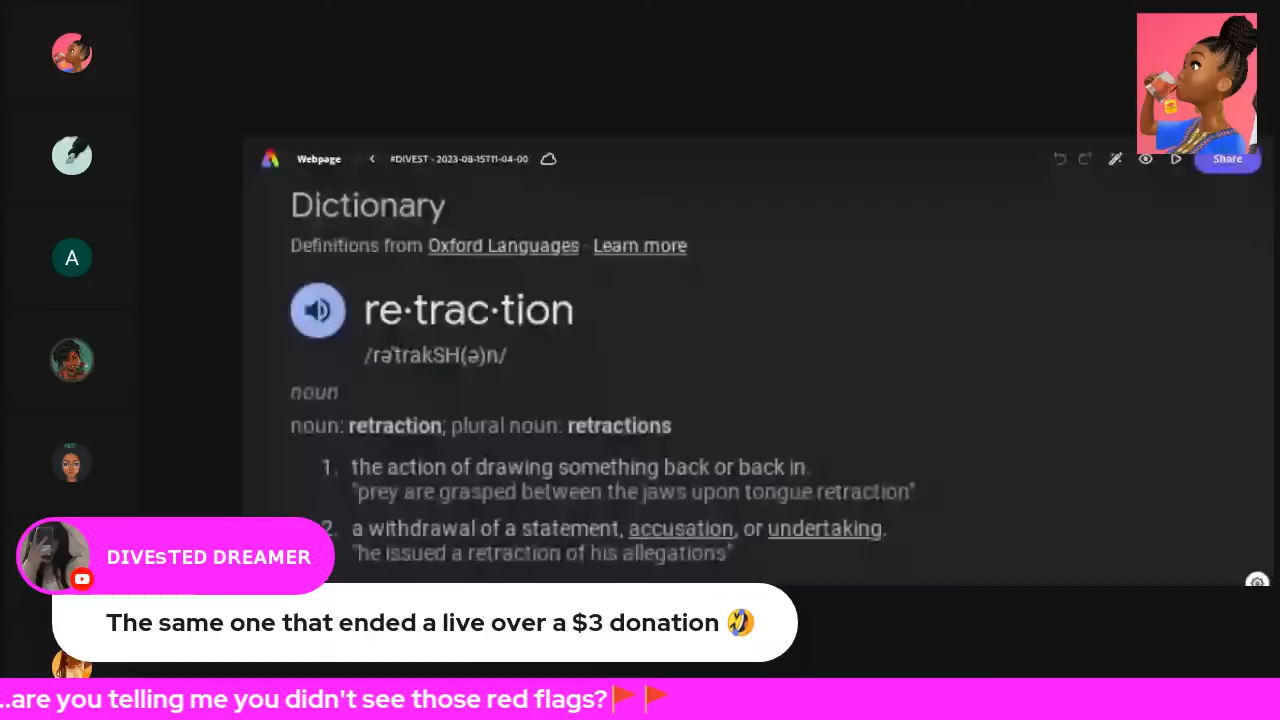 Webpage
#DIVEST - 2023-08-15T11-04-00
Share
Dictionary
Definitions from Oxford Languages · Learn more
re·trac·tion
/rəˈtrakSH(ə)n/
noun
noun: retraction; plural noun: retractions
1. the action of drawing something back or back in.
"prey are grasped between the jaws upon tongue retraction"
2. a withdrawal of a statement, accusation, or undertaking.
"he issued a retraction of his allegations"
A
DIVEsTED DREAMER
The same one that ended a live over a $3 donation 🤣
..are you telling me you didn't see those red flags?🚩🚩